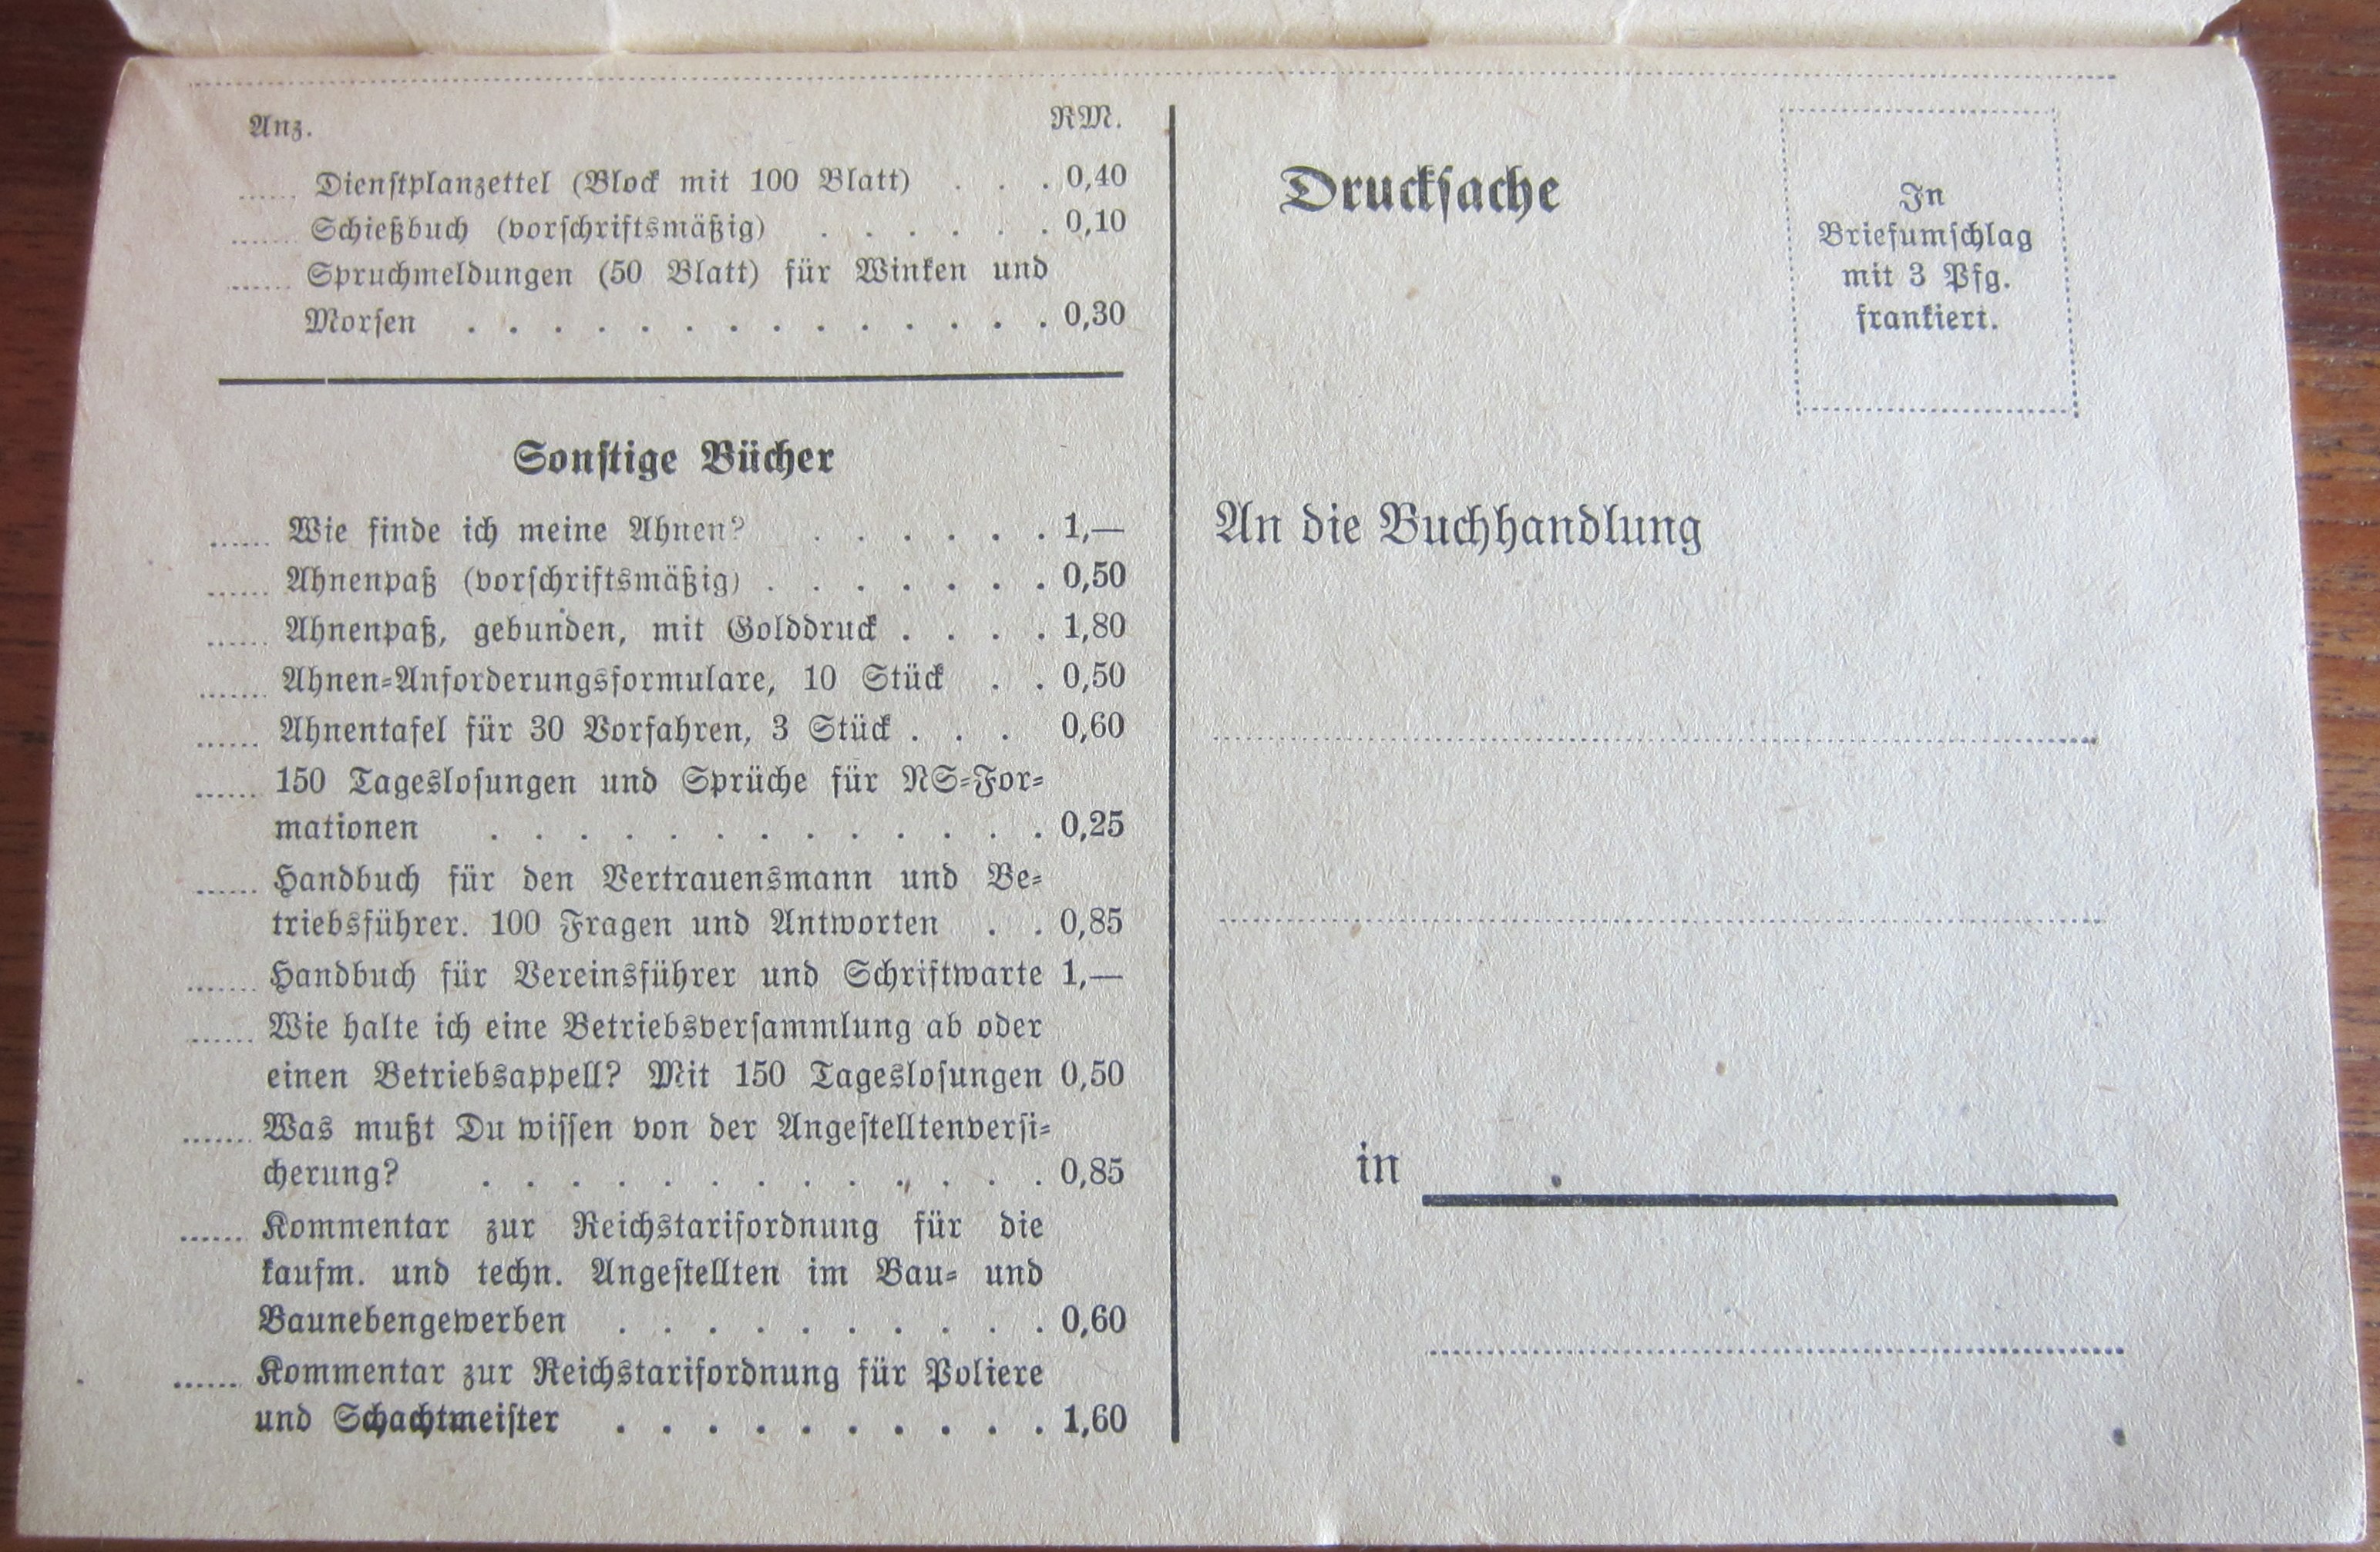 Anz. RM.
Dienstplanzettel (Block mit 100 Blatt) . . . 0,40
Schießbuch (vorschriftsmäßig) . . . . . . 0,10
Spruchmeldungen (50 Blatt) für Winken und
Morsen . . . . . . . . . . . . . . 0,30
Sonstige Bücher
Wie finde ich meine Ahnen? . . . . . . 1,—
Ahnenpaß (vorschriftsmäßig) . . . . . . . 0,50
Ahnenpaß, gebunden, mit Golddruck . . . . 1,80
Ahnen-Anforderungsformulare, 10 Stück . . 0,50
Ahnentafel für 30 Vorfahren, 3 Stück . . . 0,60
150 Tageslosungen und Sprüche für NS-For-
mationen . . . . . . . . . . . . . 0,25
Handbuch für den Vertrauensmann und Be-
triebsführer. 100 Fragen und Antworten . . 0,85
Handbuch für Vereinsführer und Schriftwarte 1,—
Wie halte ich eine Betriebsversammlung ab oder
einen Betriebsappell? Mit 150 Tageslosungen 0,50
Was mußt Du wissen von der Angestelltenversi-
cherung? . . . . . . . . . . . . . 0,85
Kommentar zur Reichstarifordnung für die
kaufm. und techn. Angestellten im Bau- und
Baunebengewerben . . . . . . . . . . 0,60
Kommentar zur Reichstarifordnung für Poliere
und Schachtmeister . . . . . . . . . . 1,60
Drucksache
In
Briefumschlag
mit 3 Pfg.
frankiert.
An die Buchhandlung
in